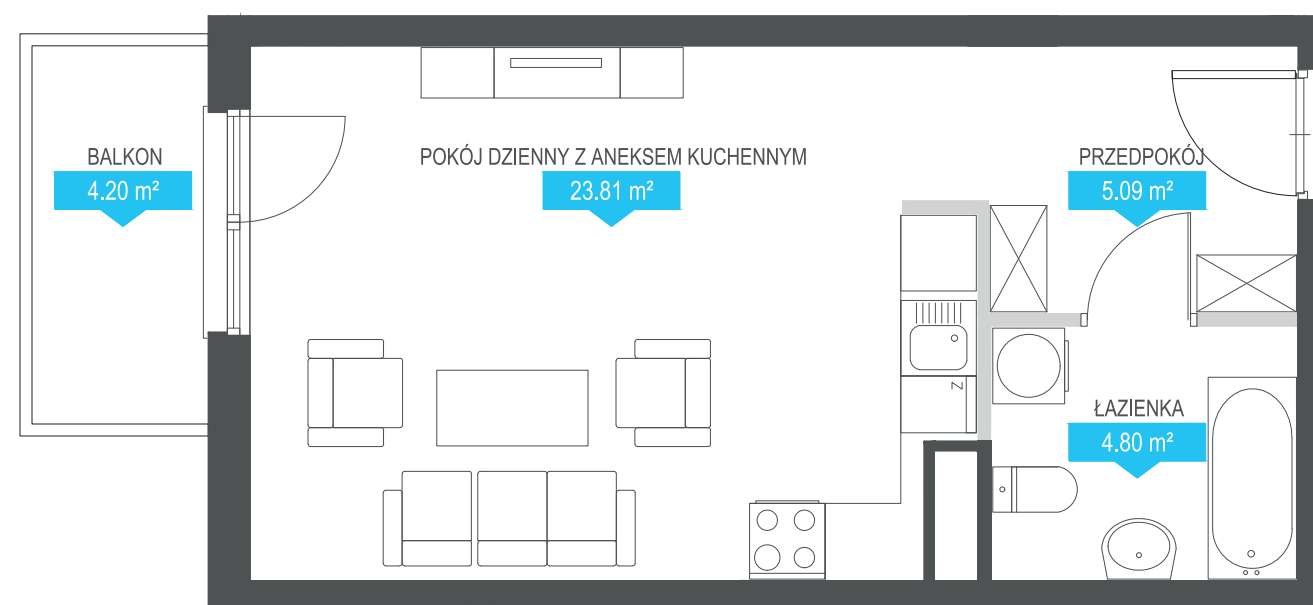 BALKON
4.20 m²
POKÓJ DZIENNY Z ANEKSEM KUCHENNYM
23.81 m²
PRZEDPOKÓJ
5.09 m²
Z
ŁAZIENKA
4.80 m²